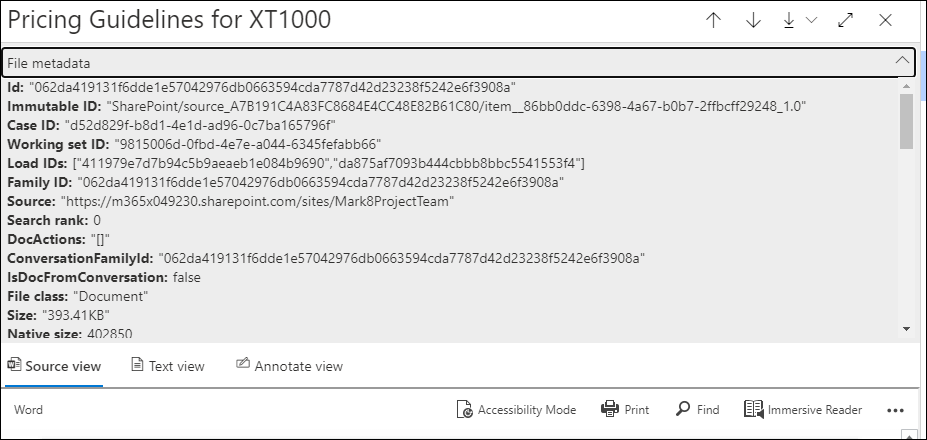 Pricing Guidelines for XT1000
File metadata
Id: "062da419131f6dde1e57042976db0663594cda7787d42d23238f5242e6f3908a"
Immutable ID: "SharePoint/source_A7B191C4A83FC8684E4CC48E82B61C80/item__86bb0ddc-6398-4a67-b0b7-2ffbcff29248_1.0"
Case ID: "d52d829f-b8d1-4e1d-ad96-0c7ba165796f"
Working set ID: "9815006d-0fbd-4e7e-a044-6345fefabb66"
Load IDs: ["411979e7d7b94c5b9aeaeb1e084b9690","da875af7093b444cbbb8bbc5541553f4"]
Family ID: "062da419131f6dde1e57042976db0663594cda7787d42d23238f5242e6f3908a"
Source: "https://m365x049230.sharepoint.com/sites/Mark8ProjectTeam"
Search rank: 0
DocActions: "[]"
ConversationFamilyId: "062da419131f6dde1e57042976db0663594cda7787d42d23238f5242e6f3908a"
IsDocFromConversation: false
File class: "Document"
Size: "393.41KB"
Native size: 402850
Source view Text view Annotate view
Word Accessibility Mode Print Find Immersive Reader